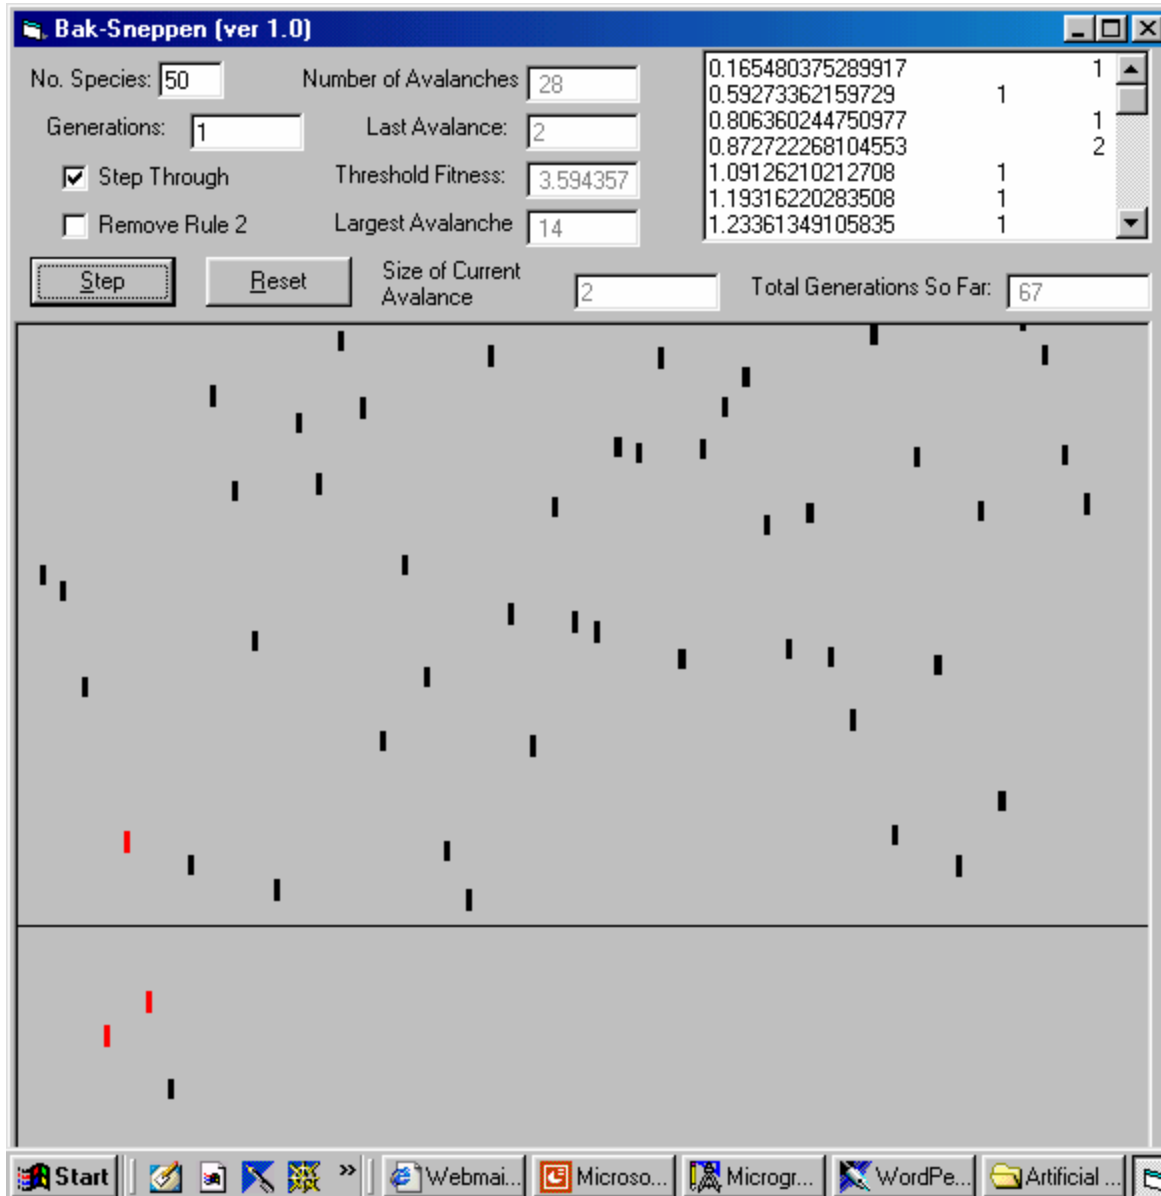 Bak-Sneppen (ver 1.0)
No. Species: 50
Number of Avalanches 28
Generations: 1
Last Avalance: 2
Step Through
Threshold Fitness: 3.594357
Remove Rule 2
Largest Avalanche 14
0.165480375289917 1
0.59273362159729 1
0.806360244750977 1
0.872722268104553 2
1.09126210212708 1
1.19316220283508 1
1.23361349105835 1
Step
Reset
Size of Current
Avalance
2
Total Generations So Far: 67
Start
»
Webmai...
Microso...
Microgr...
WordPe...
Artificial ...